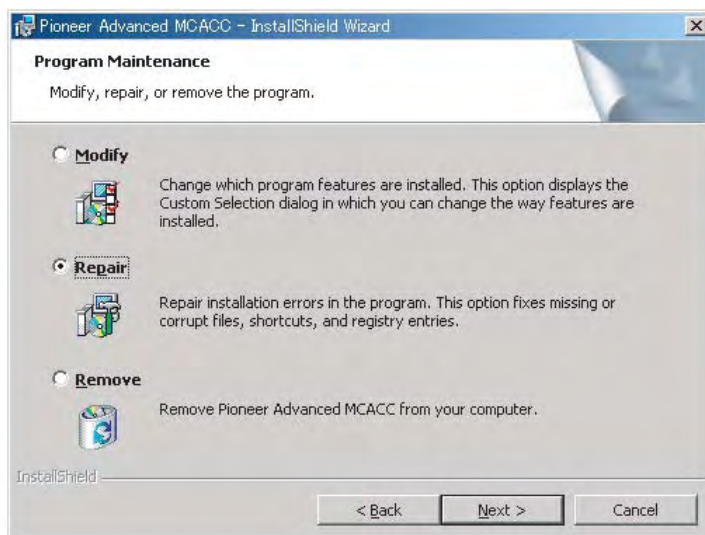 Pioneer Advanced MCACC - InstallShield Wizard
Program Maintenance
Modify, repair, or remove the program.
Modify
Change which program features are installed. This option displays the
Custom Selection dialog in which you can change the way features are
installed.
Repair
Repair installation errors in the program. This option fixes missing or
corrupt files, shortcuts, and registry entries.
Remove
Remove Pioneer Advanced MCACC from your computer.
InstallShield
< Back
Next >
Cancel